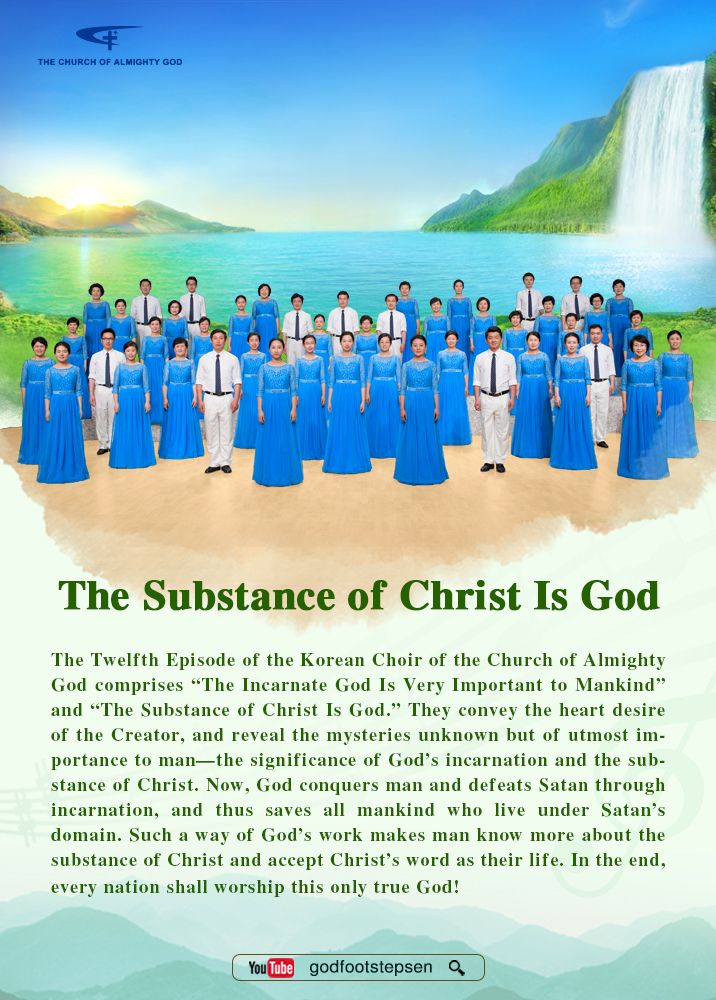 THE CHURCH OF ALMIGHTY GOD
The Substance of Christ Is God
The Twelfth Episode of the Korean Choir of the Church of Almighty
God comprises “The Incarnate God Is Very Important to Mankind”
and “The Substance of Christ Is God.” They convey the heart desire
of the Creator, and reveal the mysteries unknown but of utmost im-
portance to man—the significance of God’s incarnation and the sub-
stance of Christ. Now, God conquers man and defeats Satan through
incarnation, and thus saves all mankind who live under Satan’s
domain. Such a way of God’s work makes man know more about the
substance of Christ and accept Christ’s word as their life. In the end,
every nation shall worship this only true God!
YouTube godfootstepsen